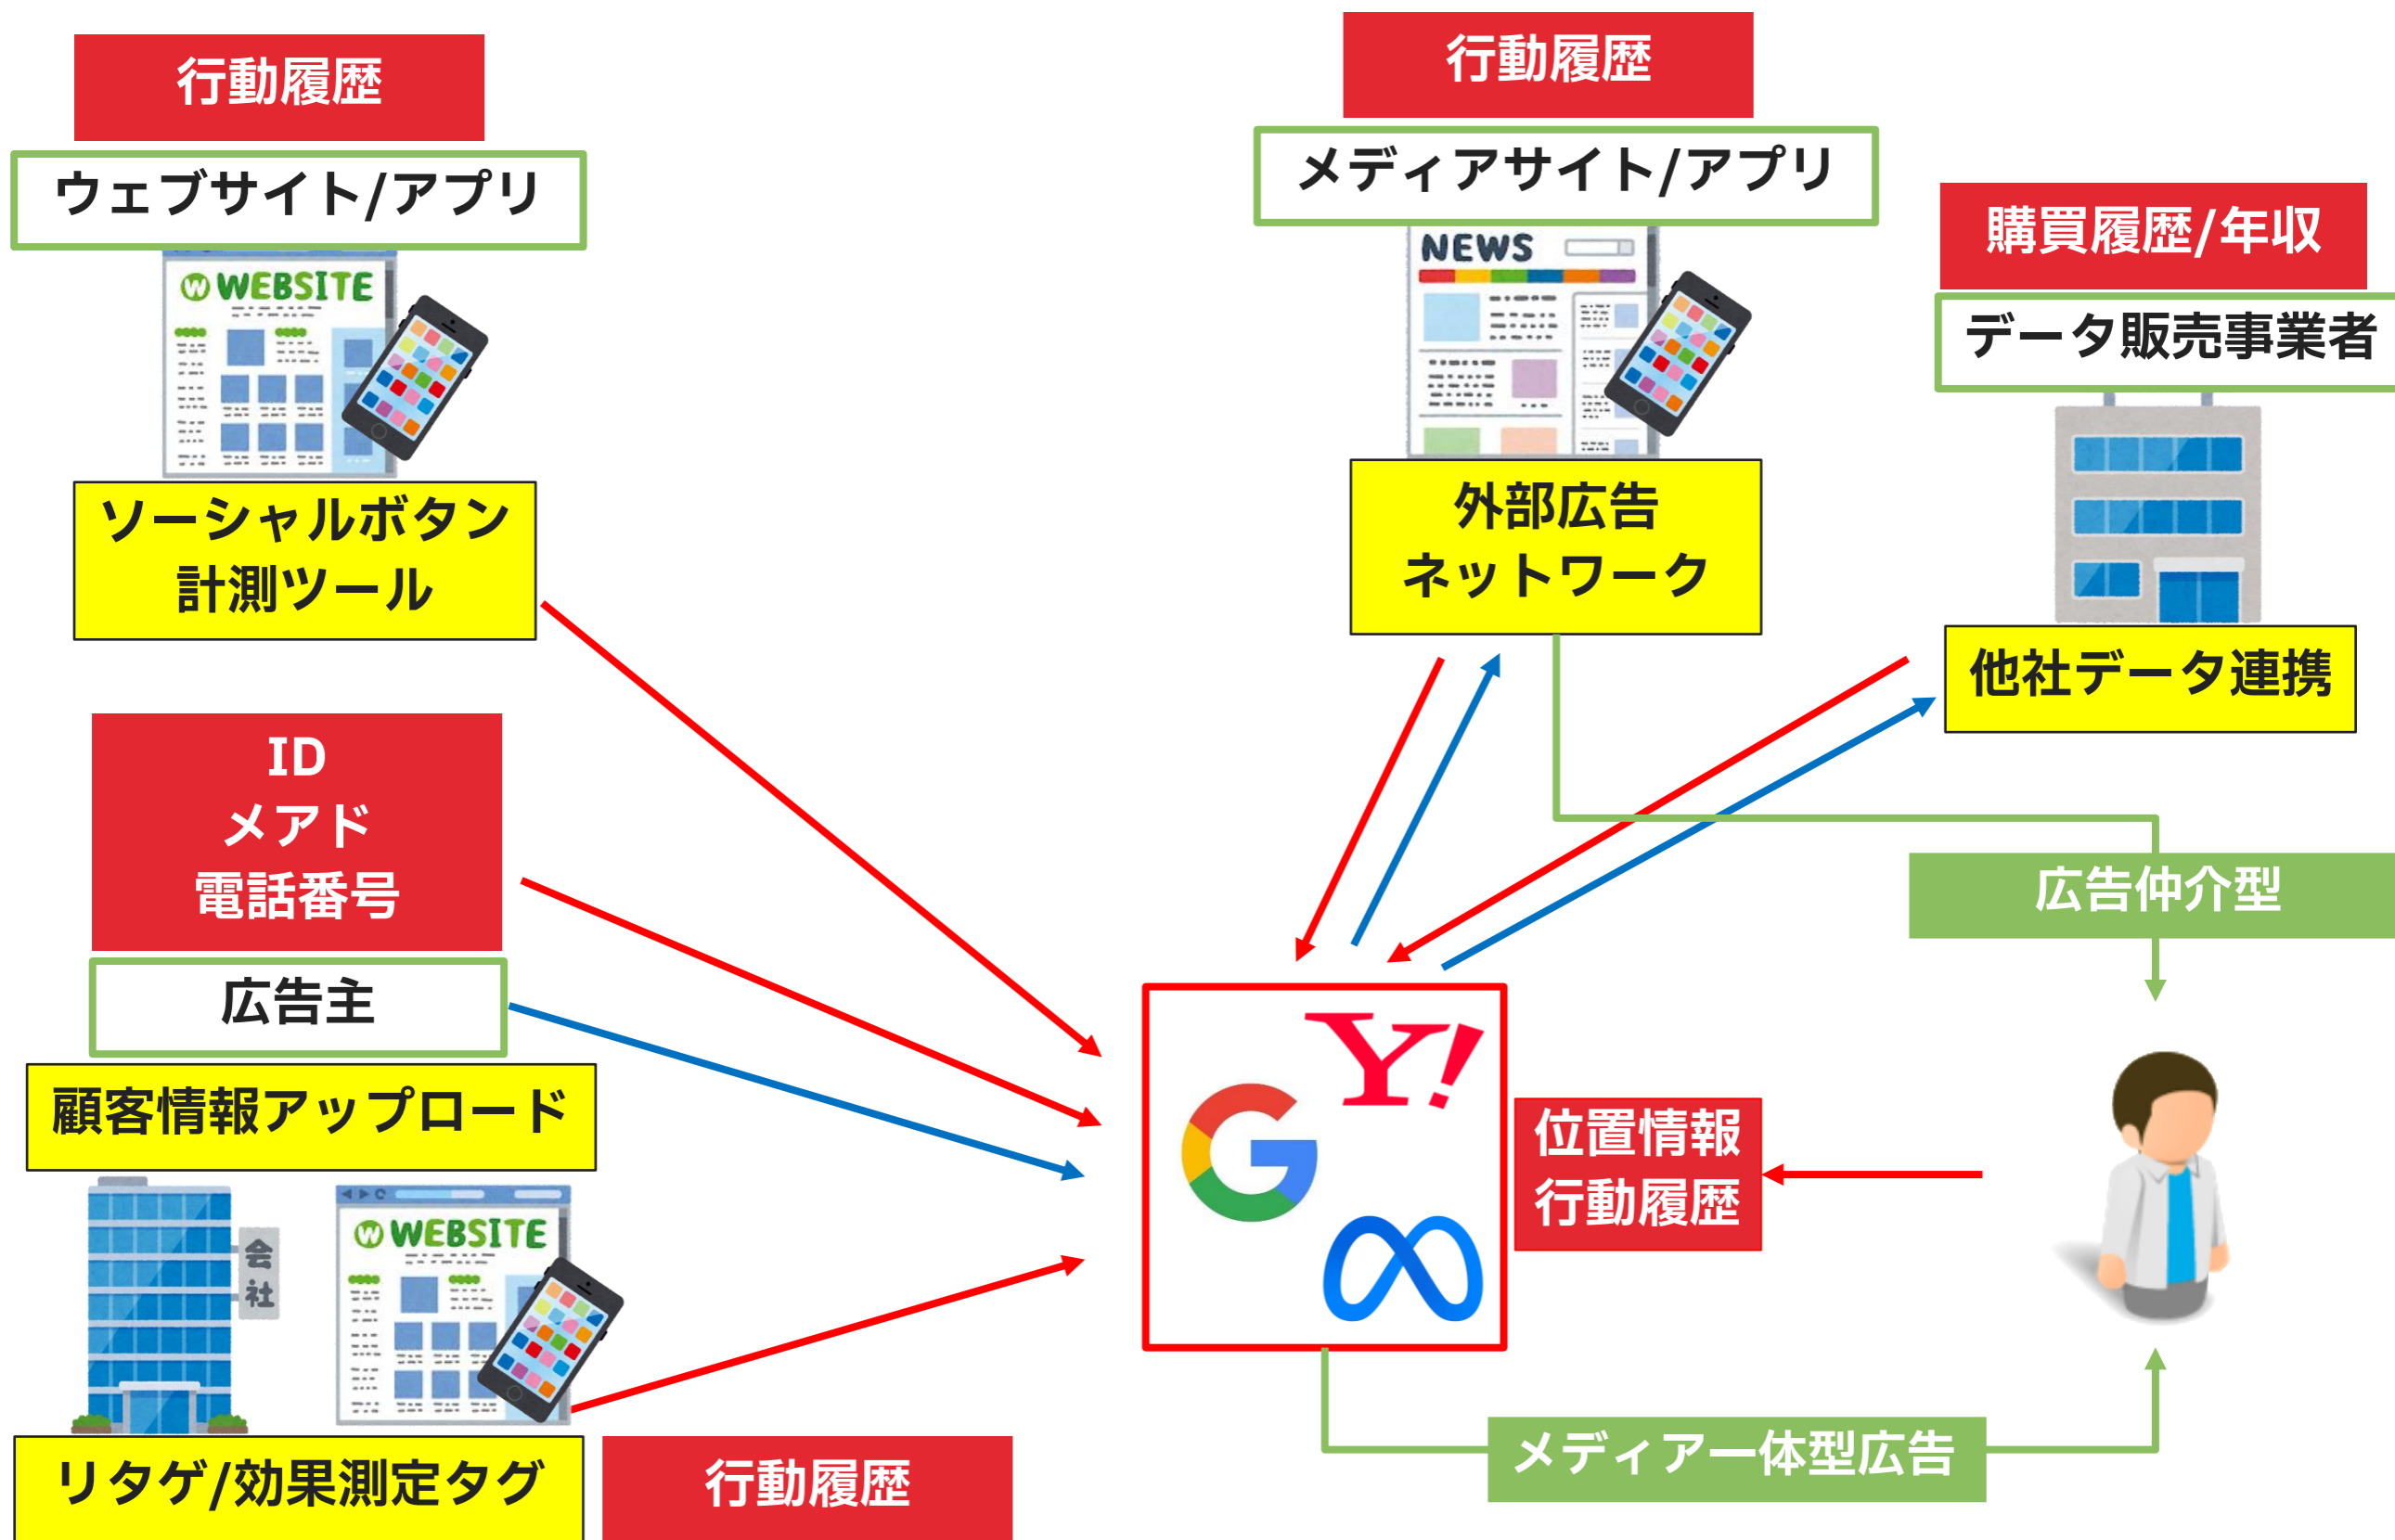 行動履歴
ウェブサイト/アプリ
WEBSITE
ソーシャルボタン
計測ツール
行動履歴
メディアサイト/アプリ
NEWS
外部広告
ネットワーク
購買履歴/年収
データ販売事業者
他社データ連携
ID
メアド
電話番号
広告主
顧客情報アップロード
会社
WEBSITE
リタゲ/効果測定タグ
行動履歴
Y!
G
位置情報
行動履歴
広告仲介型
メディア一体型広告